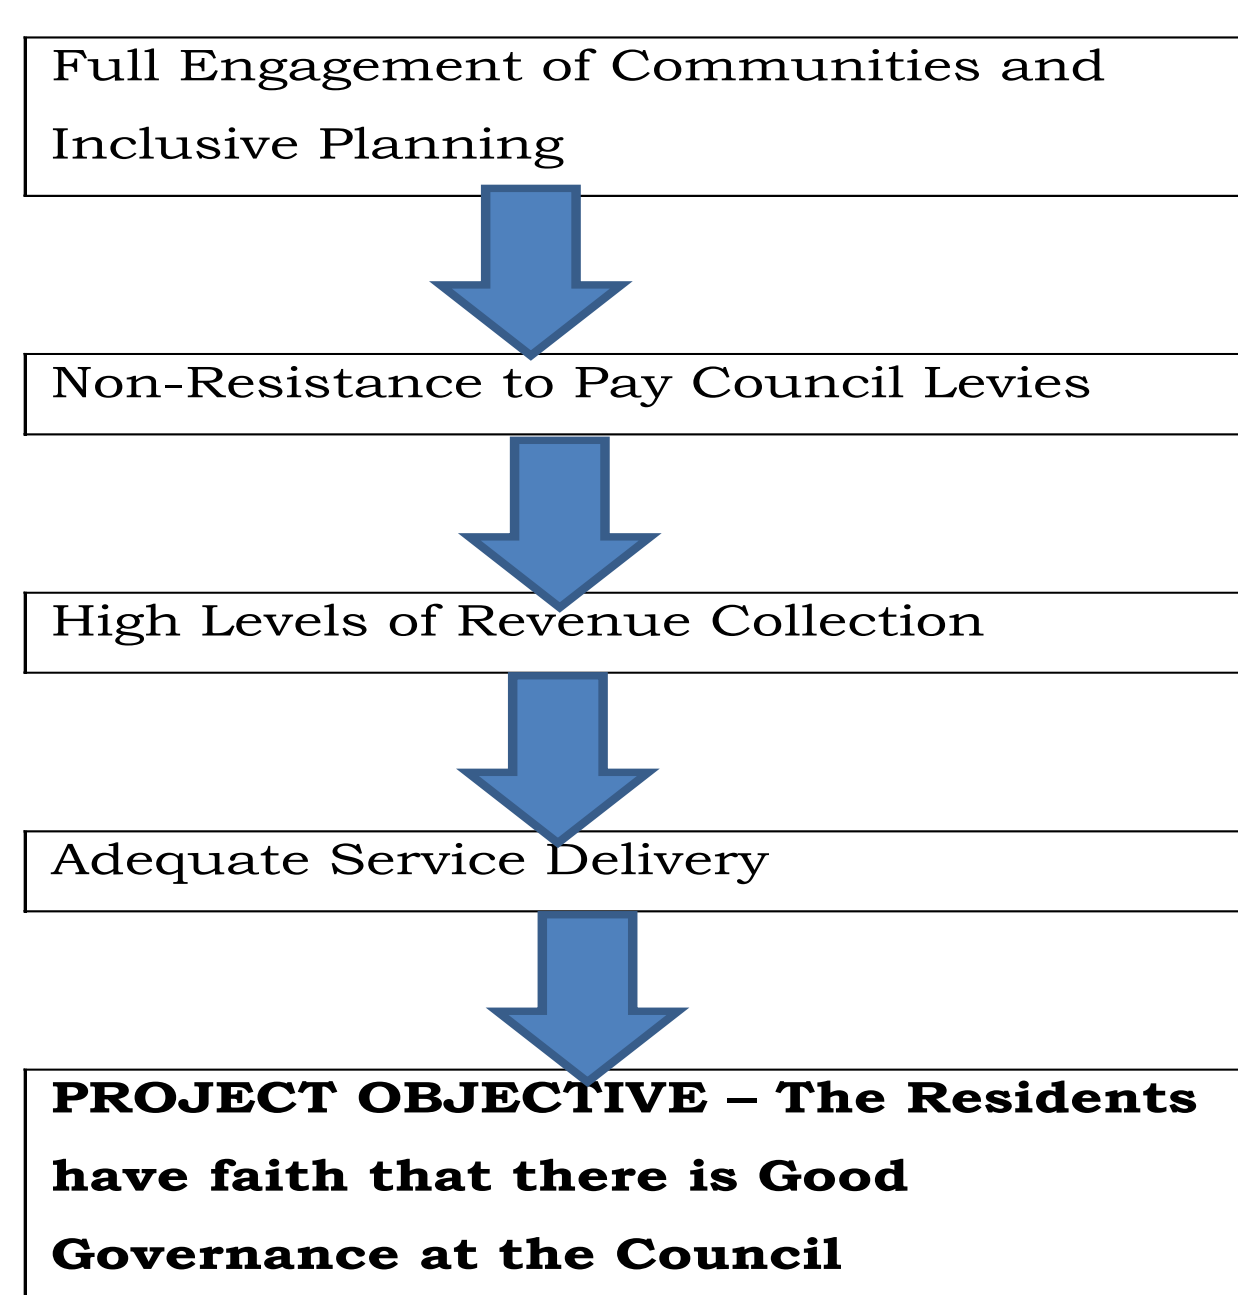 Full Engagement of Communities and
Inclusive Planning
Non-Resistance to Pay Council Levies
High Levels of Revenue Collection
Adequate Service Delivery
PROJECT OBJECTIVE – The Residents
have faith that there is Good
Governance at the Council